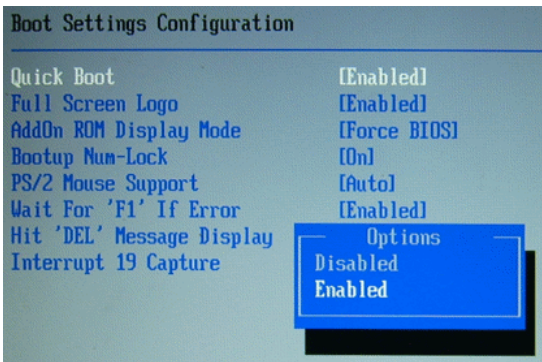 Boot Settings Configuration
Quick Boot [Enabled]
Full Screen Logo [Enabled]
AddOn ROM Display Mode [Force BIOS]
Bootup Num-Lock [On]
PS/2 Mouse Support [Auto]
Wait For 'F1' If Error [Enabled]
Hit 'DEL' Message Display
Interrupt 19 Capture
Options
Disabled
Enabled